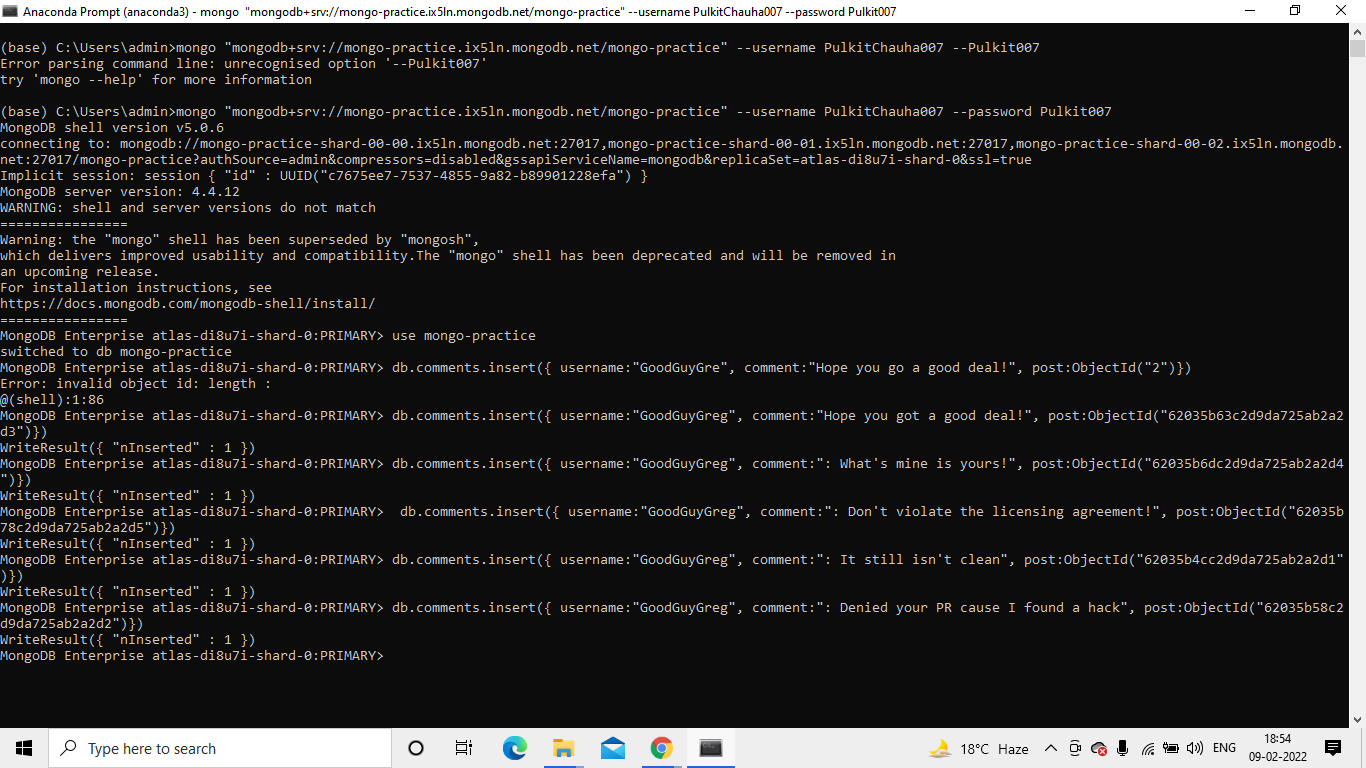 Anaconda Prompt (anaconda3) - mongo  "mongodb+srv://mongo-practice.ix5ln.mongodb.net/mongo-practice" --username PulkitChauha007 --password Pulkit007
(base) C:\Users\admin>mongo "mongodb+srv://mongo-practice.ix5ln.mongodb.net/mongo-practice" --username PulkitChauha007 --Pulkit007
Error parsing command line: unrecognised option '--Pulkit007'
try 'mongo --help' for more information
(base) C:\Users\admin>mongo "mongodb+srv://mongo-practice.ix5ln.mongodb.net/mongo-practice" --username PulkitChauha007 --password Pulkit007
MongoDB shell version v5.0.6
connecting to: mongodb://mongo-practice-shard-00-00.ix5ln.mongodb.net:27017,mongo-practice-shard-00-01.ix5ln.mongodb.net:27017,mongo-practice-shard-00-02.ix5ln.mongodb.
net:27017/mongo-practice?authSource=admin&compressors=disabled&gssapiServiceName=mongodb&replicaSet=atlas-di8u7i-shard-0&ssl=true
Implicit session: session { "id" : UUID("c7675ee7-7537-4855-9a82-b89901228efa") }
MongoDB server version: 4.4.12
WARNING: shell and server versions do not match
================
Warning: the "mongo" shell has been superseded by "mongosh",
which delivers improved usability and compatibility.The "mongo" shell has been deprecated and will be removed in
an upcoming release.
For installation instructions, see
https://docs.mongodb.com/mongodb-shell/install/
================
MongoDB Enterprise atlas-di8u7i-shard-0:PRIMARY> use mongo-practice
switched to db mongo-practice
MongoDB Enterprise atlas-di8u7i-shard-0:PRIMARY> db.comments.insert({ username:"GoodGuyGre", comment:"Hope you go a good deal!", post:ObjectId("2")})
Error: invalid object id: length :
@(shell):1:86
MongoDB Enterprise atlas-di8u7i-shard-0:PRIMARY> db.comments.insert({ username:"GoodGuyGreg", comment:"Hope you got a good deal!", post:ObjectId("62035b63c2d9da725ab2a2
d3")})
WriteResult({ "nInserted" : 1 })
MongoDB Enterprise atlas-di8u7i-shard-0:PRIMARY> db.comments.insert({ username:"GoodGuyGreg", comment:": What's mine is yours!", post:ObjectId("62035b6dc2d9da725ab2a2d4
")})
WriteResult({ "nInserted" : 1 })
MongoDB Enterprise atlas-di8u7i-shard-0:PRIMARY>  db.comments.insert({ username:"GoodGuyGreg", comment:": Don't violate the licensing agreement!", post:ObjectId("62035b
78c2d9da725ab2a2d5")})
WriteResult({ "nInserted" : 1 })
MongoDB Enterprise atlas-di8u7i-shard-0:PRIMARY> db.comments.insert({ username:"GoodGuyGreg", comment:": It still isn't clean", post:ObjectId("62035b4cc2d9da725ab2a2d1"
)})
WriteResult({ "nInserted" : 1 })
MongoDB Enterprise atlas-di8u7i-shard-0:PRIMARY> db.comments.insert({ username:"GoodGuyGreg", comment:": Denied your PR cause I found a hack", post:ObjectId("62035b58c2
d9da725ab2a2d2")})
WriteResult({ "nInserted" : 1 })
MongoDB Enterprise atlas-di8u7i-shard-0:PRIMARY>
Type here to search
18°C Haze
ENG
18:54
09-02-2022